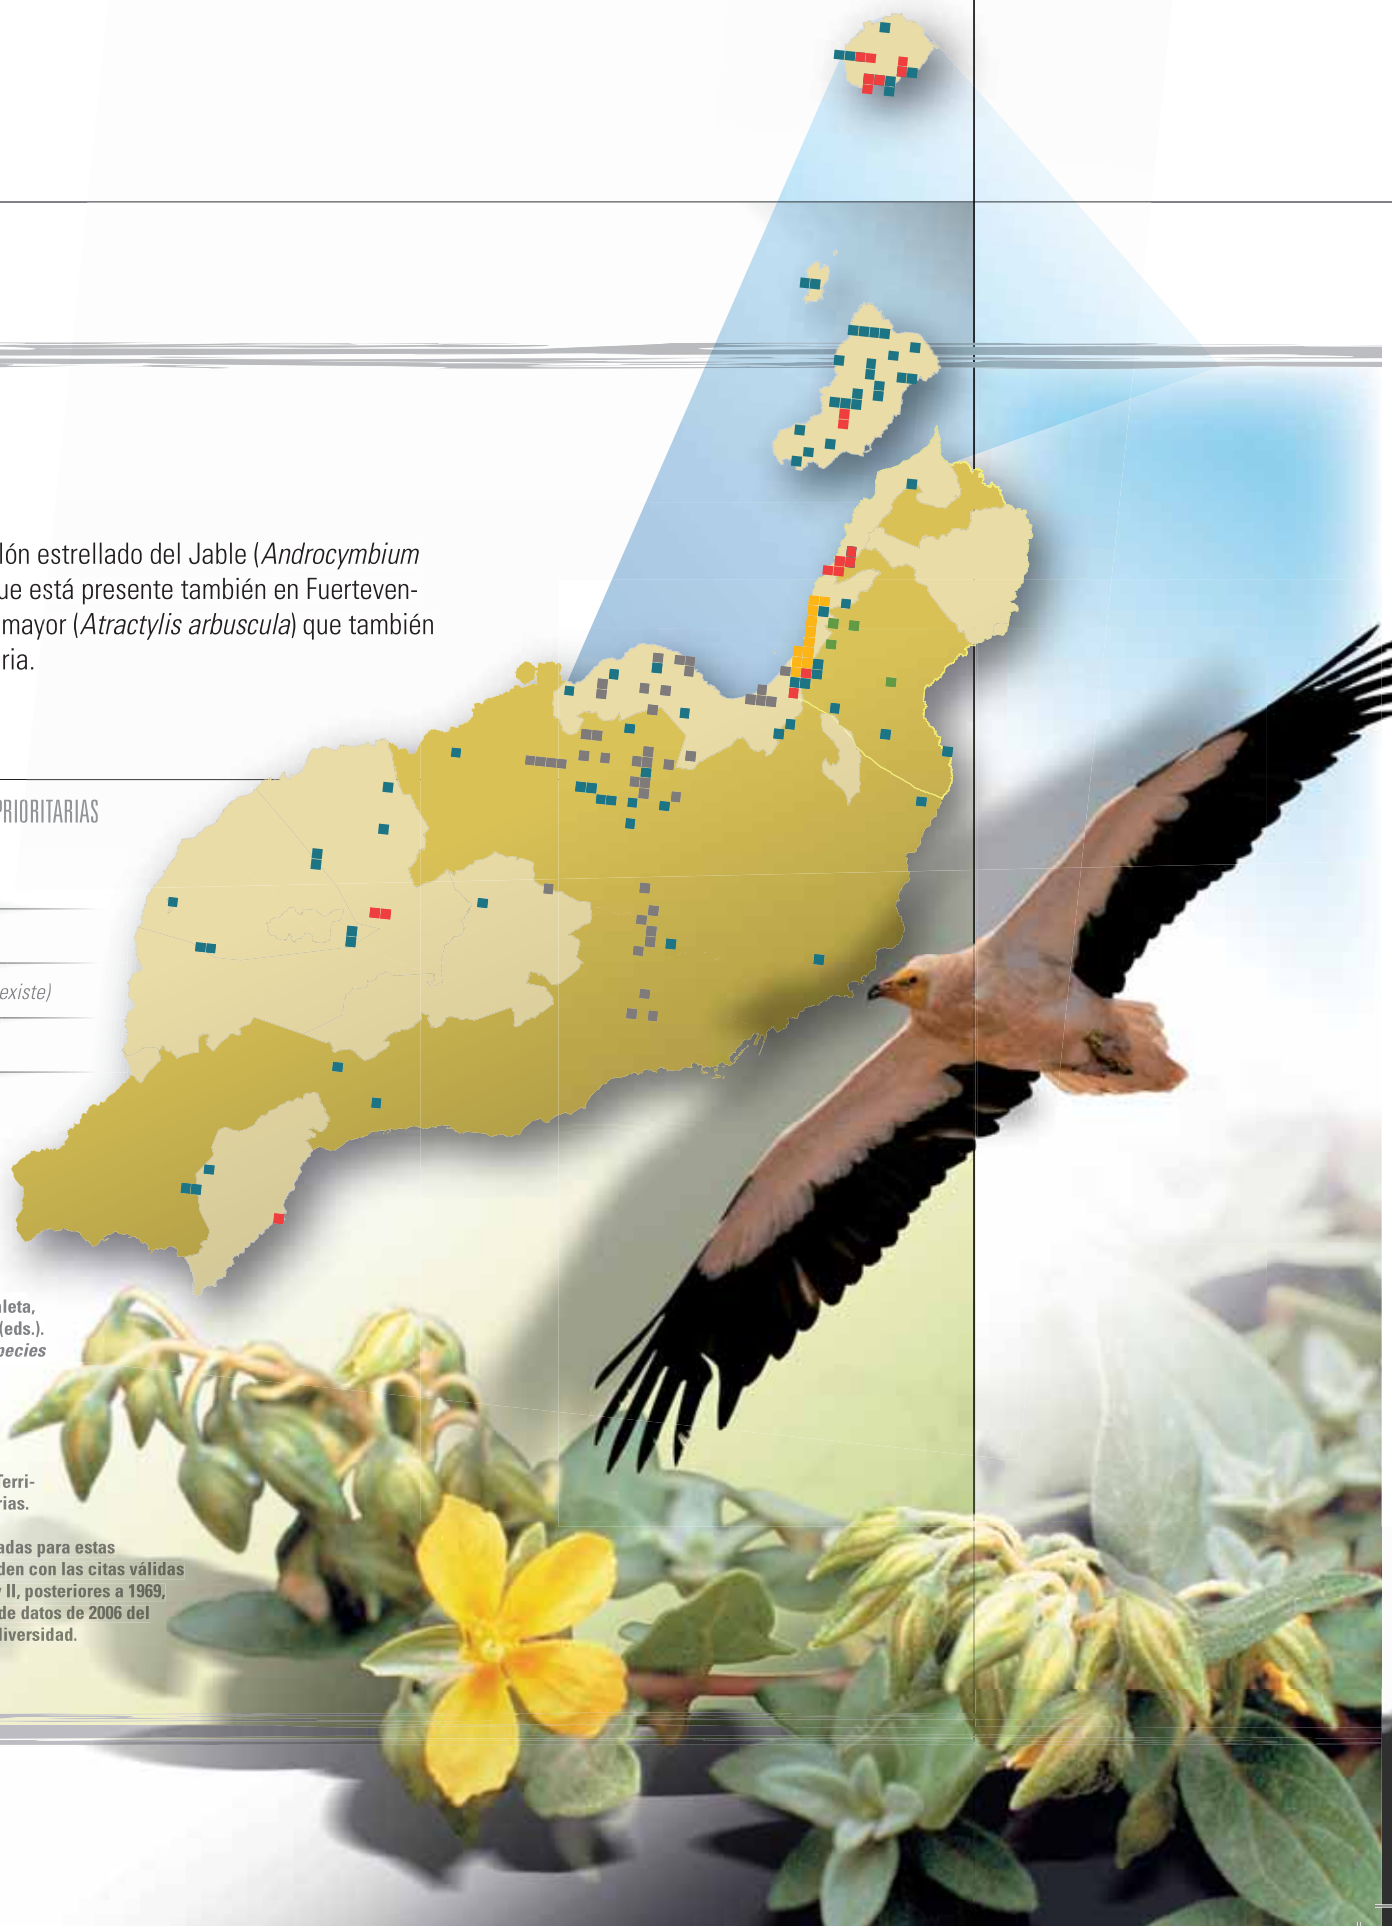 lón estrellado del Jable (Androcymbium
ue está presente también en Fuerteven-
mayor (Atractylis arbuscula) que también
ria.
PRIORITARIAS
existe)
aleta,
(eds.).
pecies
Terri-
rias.
adas para estas
den con las citas válidas
y II, posteriores a 1969,
de datos de 2006 del
diversidad.